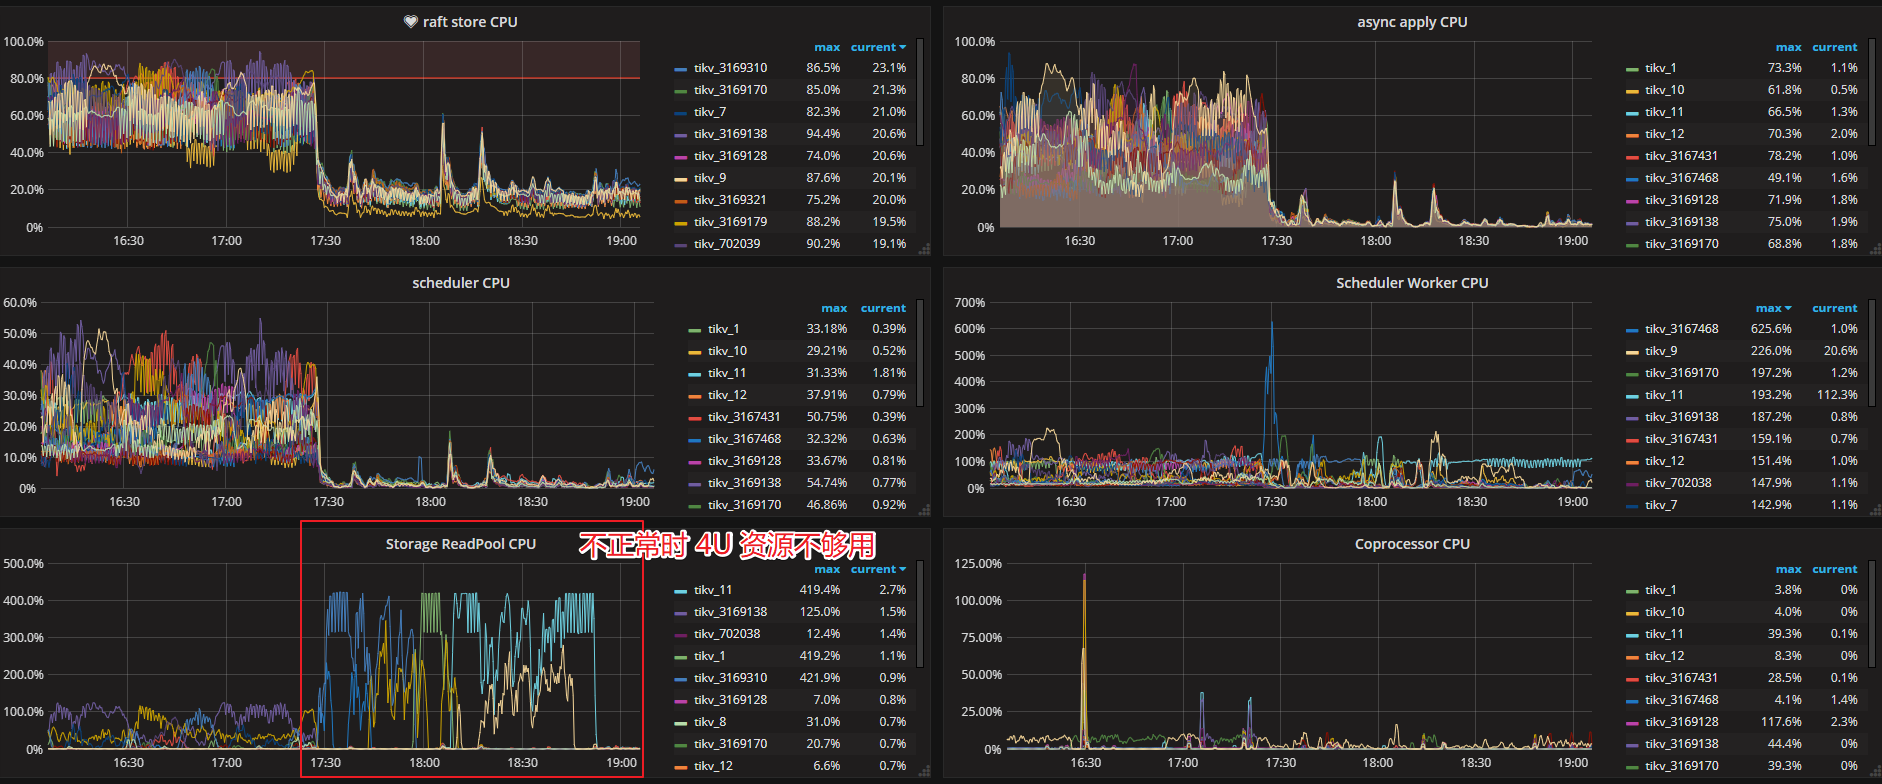 raft store CPU
100.0%
80.0%
60.0%
40.0%
20.0%
0%
16:30 17:00 17:30 18:00 18:30 19:00
max current
tikv_3169310 86.5% 23.1%
tikv_3169170 85.0% 21.3%
tikv_7 82.3% 21.0%
tikv_3169138 94.4% 20.6%
tikv_3169128 74.0% 20.6%
tikv_9 87.6% 20.1%
tikv_3169321 75.2% 20.0%
tikv_3169179 88.2% 19.5%
tikv_702039 90.2% 19.1%
async apply CPU
100.0%
80.0%
60.0%
40.0%
20.0%
0%
16:30 17:00 17:30 18:00 18:30 19:00
max current
tikv_1 73.3% 1.1%
tikv_10 61.8% 0.5%
tikv_11 66.5% 1.3%
tikv_12 70.3% 2.0%
tikv_3167431 78.2% 1.0%
tikv_3167468 49.1% 1.6%
tikv_3169128 71.9% 1.8%
tikv_3169138 75.0% 1.9%
tikv_3169170 68.8% 1.8%
scheduler CPU
60.0%
50.0%
40.0%
30.0%
20.0%
10.0%
0%
16:30 17:00 17:30 18:00 18:30 19:00
max current
tikv_1 33.18% 0.39%
tikv_10 29.21% 0.52%
tikv_11 31.33% 1.81%
tikv_12 37.91% 0.79%
tikv_3167431 50.75% 0.39%
tikv_3167468 32.32% 0.63%
tikv_3169128 33.67% 0.81%
tikv_3169138 54.74% 0.77%
tikv_3169170 46.86% 0.92%
Scheduler Worker CPU
700%
600%
500%
400%
300%
200%
100%
0%
16:30 17:00 17:30 18:00 18:30 19:00
max current
tikv_3167468 625.6% 1.0%
tikv_9 226.0% 20.6%
tikv_3169170 197.2% 1.2%
tikv_11 193.2% 112.3%
tikv_3169138 187.2% 0.8%
tikv_3167431 159.1% 0.7%
tikv_12 151.4% 1.0%
tikv_702038 147.9% 1.1%
tikv_7 142.9% 1.1%
Storage ReadPool CPU
不正常时 4U 资源不够用
500.0%
400.0%
300.0%
200.0%
100.0%
0%
16:30 17:00 17:30 18:00 18:30 19:00
max current
tikv_11 419.4% 2.7%
tikv_3169138 125.0% 1.5%
tikv_702038 12.4% 1.4%
tikv_1 419.2% 1.1%
tikv_3169310 421.9% 0.9%
tikv_3169128 7.0% 0.8%
tikv_8 31.0% 0.7%
tikv_3169170 20.7% 0.7%
tikv_12 6.6% 0.7%
Coprocessor CPU
125.00%
100.00%
75.00%
50.00%
25.00%
0%
16:30 17:00 17:30 18:00 18:30 19:00
max current
tikv_1 3.8% 0%
tikv_10 4.0% 0%
tikv_11 39.3% 0.1%
tikv_12 8.3% 0%
tikv_3167431 28.5% 0.1%
tikv_3167468 4.1% 1.4%
tikv_3169128 117.6% 2.3%
tikv_3169138 44.4% 0%
tikv_3169170 39.3% 0%